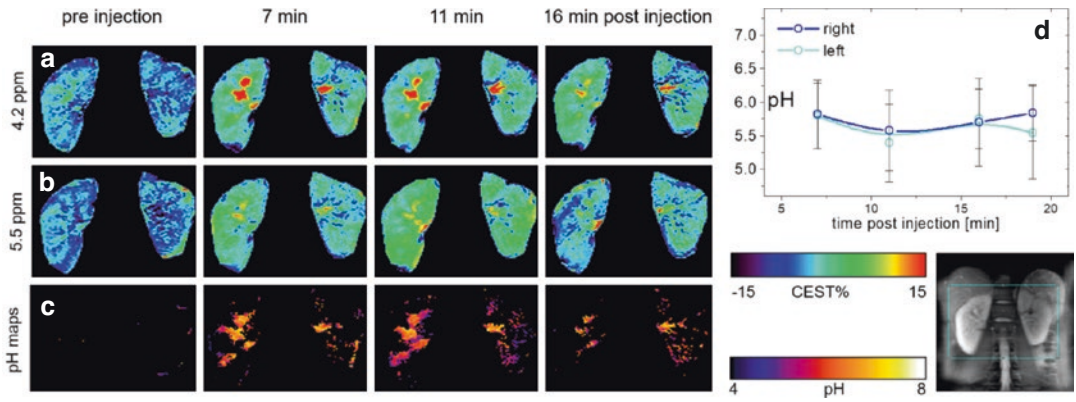 pre injection 7 min 11 min 16 min post injection
a
4.2 ppm
b
5.5 ppm
c
pH maps
d
right
left
7.0
6.5
6.0
5.5
5.0
pH
5 10 15 20
time post injection [min]
-15 CEST% 15
4 pH 8